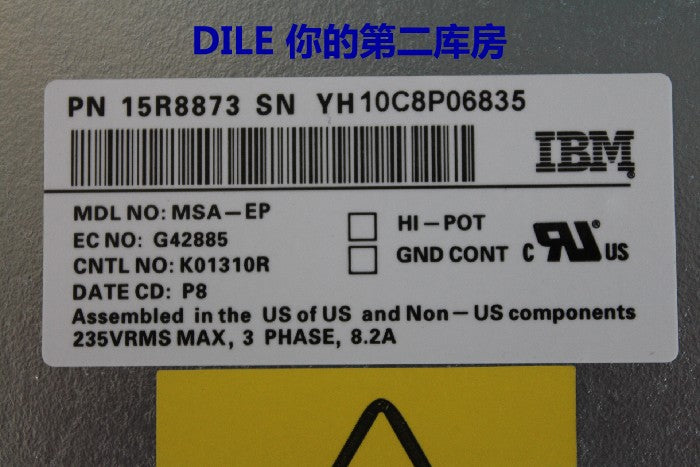 DILE 你的第二库房
PN 15R8873 SN YH10C8P06835
IBM
MDL NO: MSA-EP
HI-POT
EC NO: G42885
GND CONT
C RU US
CNTL NO: K01310R
DATE CD: P8
Assembled in the US of US and Non-US components
235VRMS MAX, 3 PHASE, 8.2A